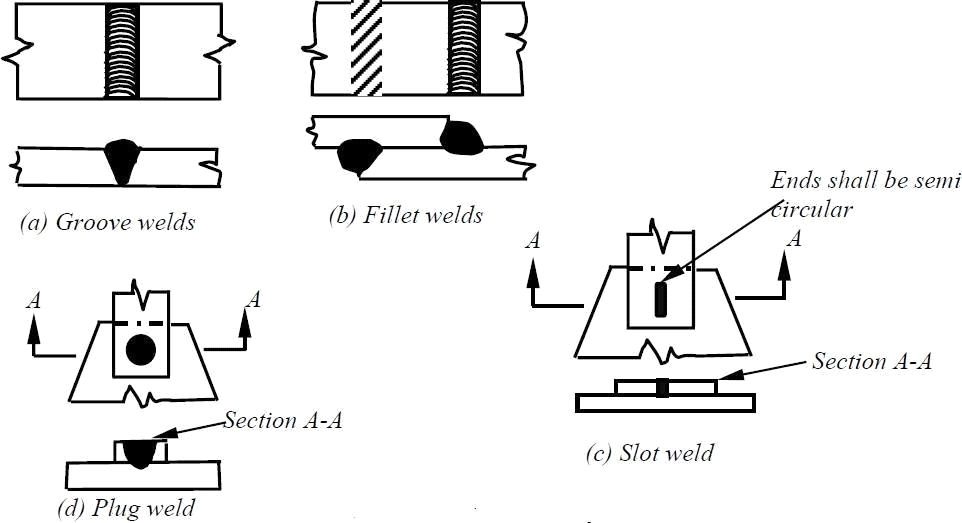 (a) Groove welds
(b) Fillet welds
Ends shall be semi
circular
A
A
Section A-A
(c) Slot weld
A
A
Section A-A
(d) Plug weld